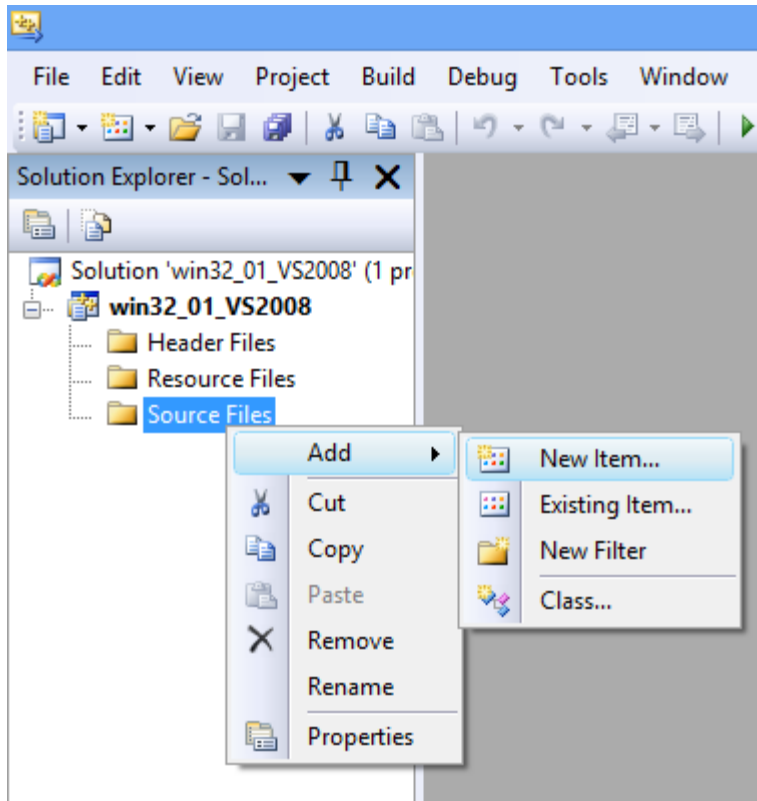 File Edit View Project Build Debug Tools Window
Solution Explorer - Sol...
Solution 'win32_01_VS2008' (1 pr
win32_01_VS2008
Header Files
Resource Files
Source Files
Add
Cut
Copy
Paste
Remove
Rename
Properties
New Item...
Existing Item...
New Filter
Class...